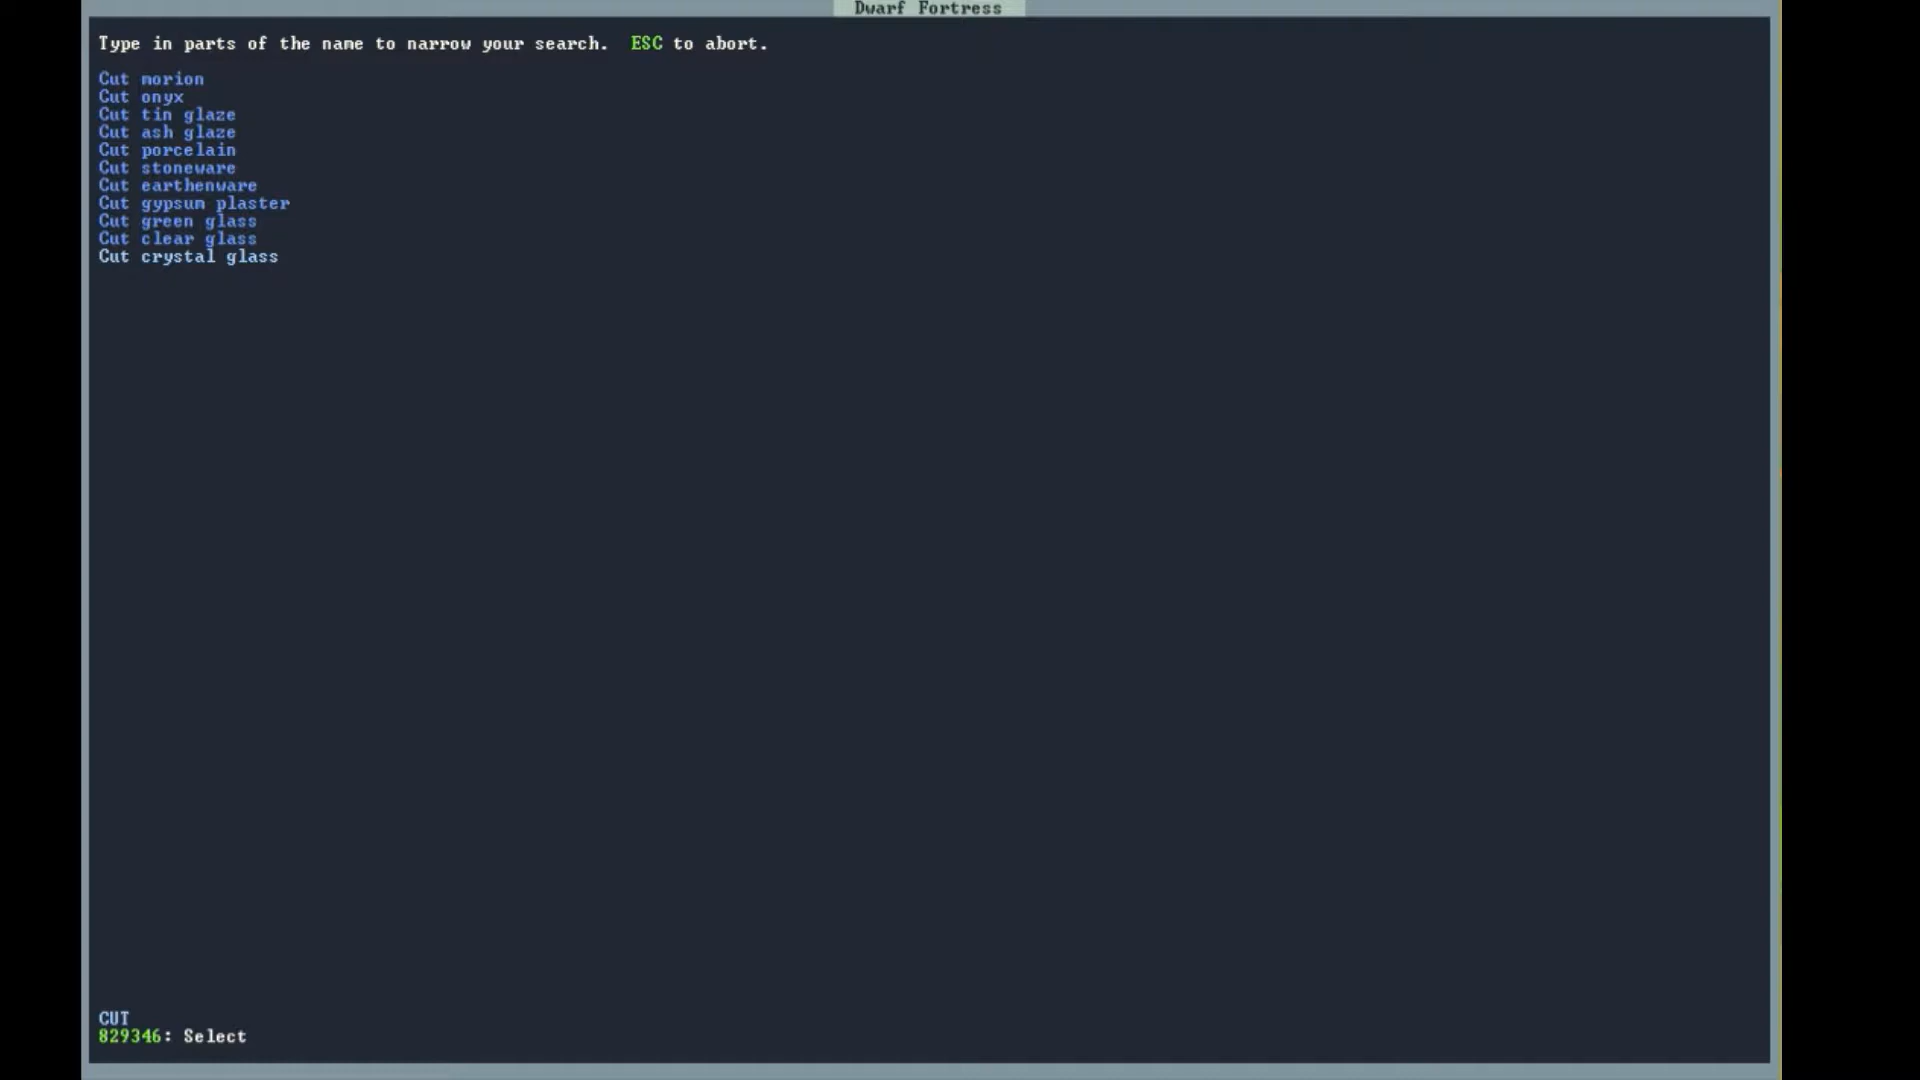 Dwarf Fortress
Type in parts of the name to narrow your search.  ESC to abort.
Cut morion
Cut onyx
Cut tin glaze
Cut ash glaze
Cut porcelain
Cut stoneware
Cut earthenware
Cut gypsum plaster
Cut green glass
Cut clear glass
Cut crystal glass
CUT
829346: Select